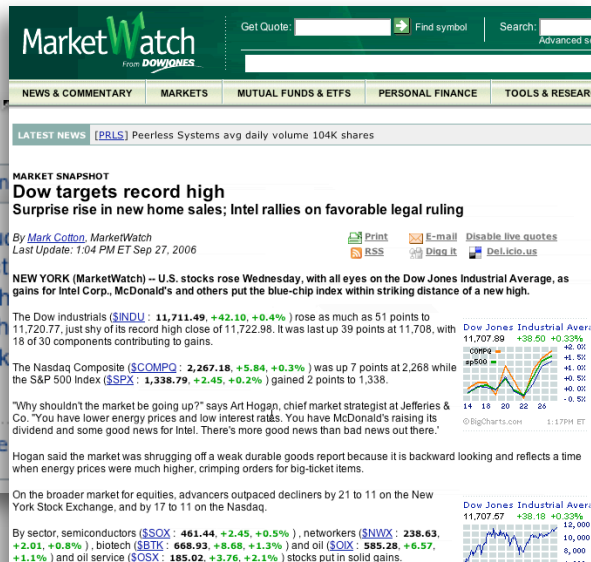 MarketWatch
From DOWJONES
Get Quote:
Find symbol
Search:
Advanced
NEWS & COMMENTARY
MARKETS
MUTUAL FUNDS & ETFS
PERSONAL FINANCE
TOOLS & RESEAR
LATEST NEWS [PRLS] Peerless Systems avg daily volume 104K shares
MARKET SNAPSHOT
Dow targets record high
Surprise rise in new home sales; Intel rallies on favorable legal ruling
By Mark Cotton, MarketWatch
Last Update: 1:04 PM ET Sep 27, 2006
Print E-mail Disable live quotes
RSS Digg it Del.icio.us
NEW YORK (MarketWatch) -- U.S. stocks rose Wednesday, with all eyes on the Dow Jones Industrial Average, as
gains for Intel Corp., McDonald's and others put the blue-chip index within striking distance of a new high.
The Dow industrials ($INDU : 11,711.49, +42.10, +0.4% ) rose as much as 51 points to
11,720.77, just shy of its record high close of 11,722.98. It was last up 39 points at 11,708, with
18 of 30 components contributing to gains.
The Nasdaq Composite ($COMPQ : 2,267.18, +5.84, +0.3% ) was up 7 points at 2,268 while
the S&P 500 Index ($SPX : 1,338.79, +2.45, +0.2% ) gained 2 points to 1,338.
"Why shouldn't the market be going up?" says Art Hogan, chief market strategist at Jefferies &
Co. "You have lower energy prices and low interest rates. You have McDonald's raising its
dividend and some good news for Intel. There's more good news than bad news out there.'
Hogan said the market was shrugging off a weak durable goods report because it is backward looking and reflects a time
when energy prices were much higher, crimping orders for big-ticket items.
On the broader market for equities, advancers outpaced decliners by 21 to 11 on the New
York Stock Exchange, and by 17 to 11 on the Nasdaq.
By sector, semiconductors ($SOX : 461.44, +2.45, +0.5% ) , networkers ($NWX : 238.63,
+2.01, +0.8% ) , biotech ($BTK : 668.93, +8.68, +1.3% ) and oil ($OIX : 585.28, +6.57,
+1.1% ) and oil service ($OSX : 185.02, +3.76, +2.1% ) stocks put in solid gains.
Dow Jones Industrial Avera
11,707.89 +38.50 +0.33%
COMPQ
sp500
+2.0%
+1.5%
+1.0%
+0.5%
+0.0%
-0.5%
14 18 20 22 26
©BigCharts.com 1:17PM ET
Dow Jones Industrial Avera
11,707.57 +38.18 +0.33%
12,000
10,000
8,000